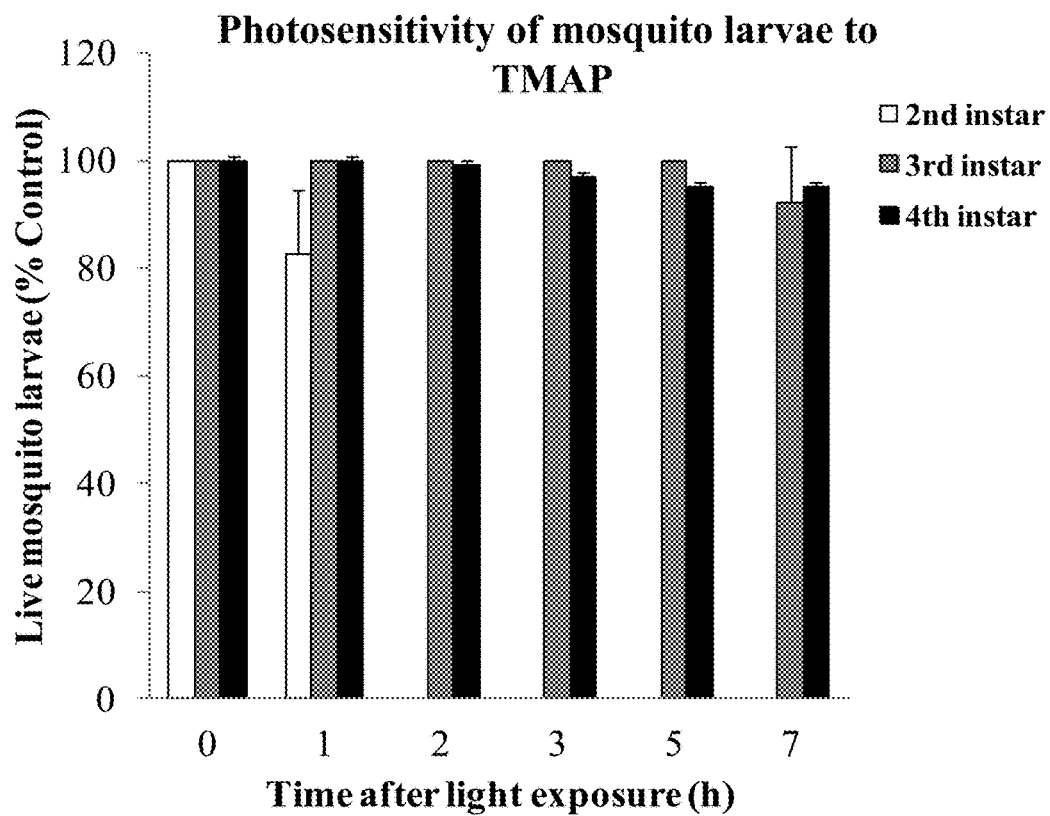 Photosensitivity of mosquito larvae to
TMAP
120
100
80
60
40
20
0
Live mosquito larvae (% Control)
0 1 2 3 5 7
Time after light exposure (h)
2nd instar
3rd instar
4th instar